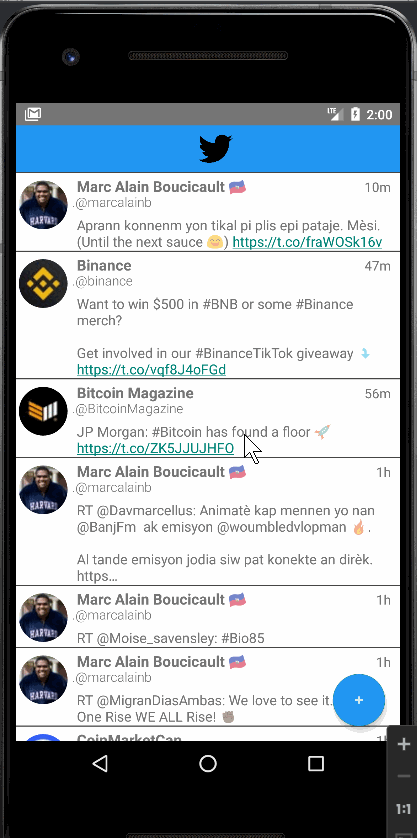 LTE 2:00
Marc Alain Boucicault 🇭🇹 10m
.@marcalainb
HARVARD
Aprann konnenm yon tikal pi plis epi pataje. Mèsi.
(Until the next sauce 😊) https://t.co/fraWOSk16v
Binance 47m
.@binance
Want to win $500 in #BNB or some #Binance
merch?
Get involved in our #BinanceTikTok giveaway ⤵️
https://t.co/vqf8J4oFGd
Bitcoin Magazine 56m
.@BitcoinMagazine
JP Morgan: #Bitcoin has found a floor 🚀
https://t.co/ZK5JJUJHFO
Marc Alain Boucicault 🇭🇹 1h
.@marcalainb
HARVARD
RT @Davmarcellus: Animatè kap mennen yo nan
@BanjFm ak emisyon @woumbledvlopman 🔥.
Al tande emisyon jodia siw pat konekte an dirèk.
https…
Marc Alain Boucicault 🇭🇹 1h
.@marcalainb
HARVARD
RT @Moise_savensley: #Bio85
Marc Alain Boucicault 🇭🇹 1h
.@marcalainb
HARVARD
RT @MigranDiasAmbas: We love to see it.
One Rise WE ALL Rise! ✊🏾
+
CoinMarketCap
+
−
1:1